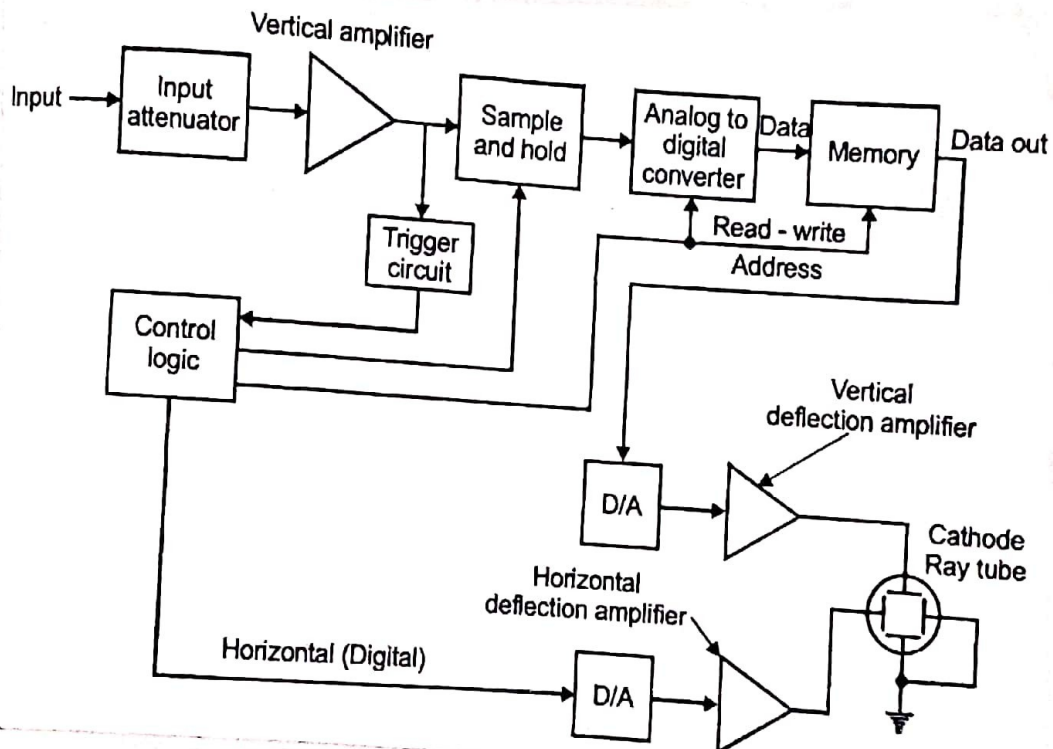 Vertical amplifier
Input
Input
attenuator
Sample
and hold
Analog to
digital
converter
Data
Memory
Data out
Trigger
circuit
Read - write
Address
Control
logic
Vertical
deflection amplifier
D/A
Cathode
Ray tube
Horizontal
deflection amplifier
Horizontal (Digital)
D/A